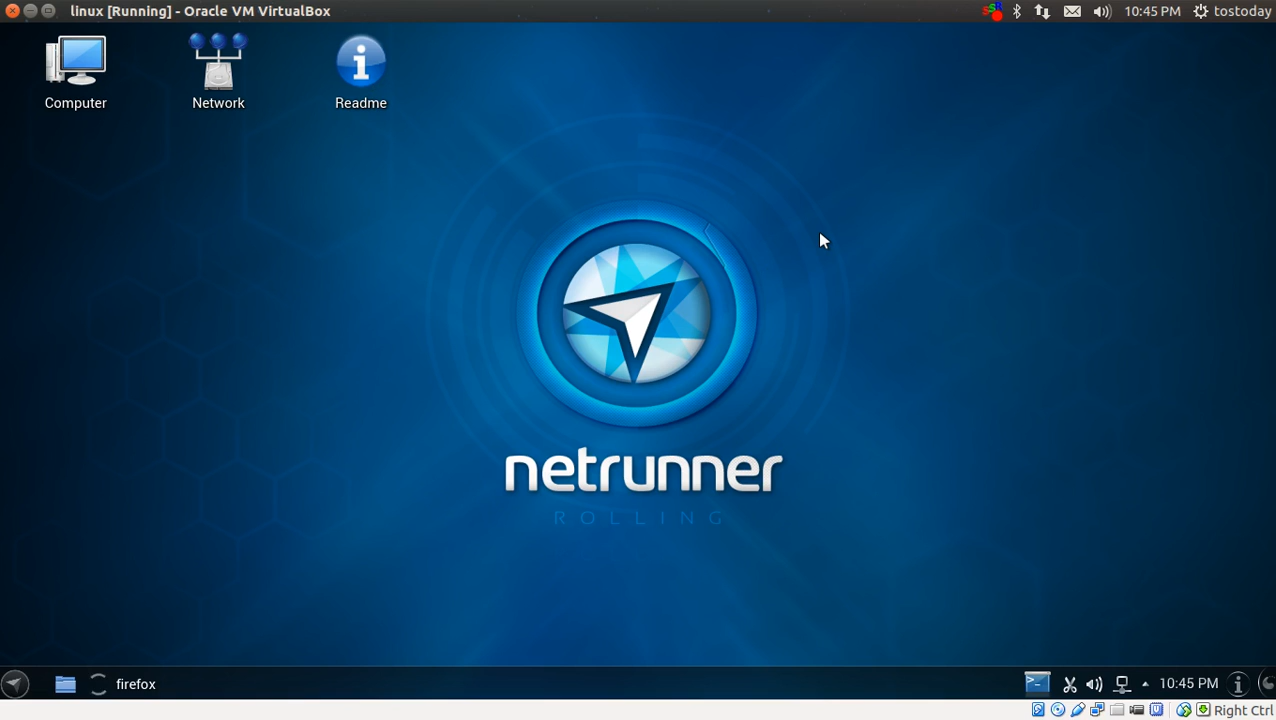 linux [Running] - Oracle VM VirtualBox
SSR
10:45 PM
tostoday
Computer
Network
Readme
netrunner
ROLLING
firefox
10:45 PM
Right Ctrl